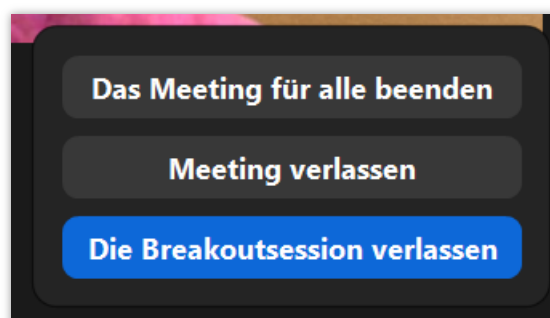 Das Meeting für alle beenden
Meeting verlassen
Die Breakoutsession verlassen